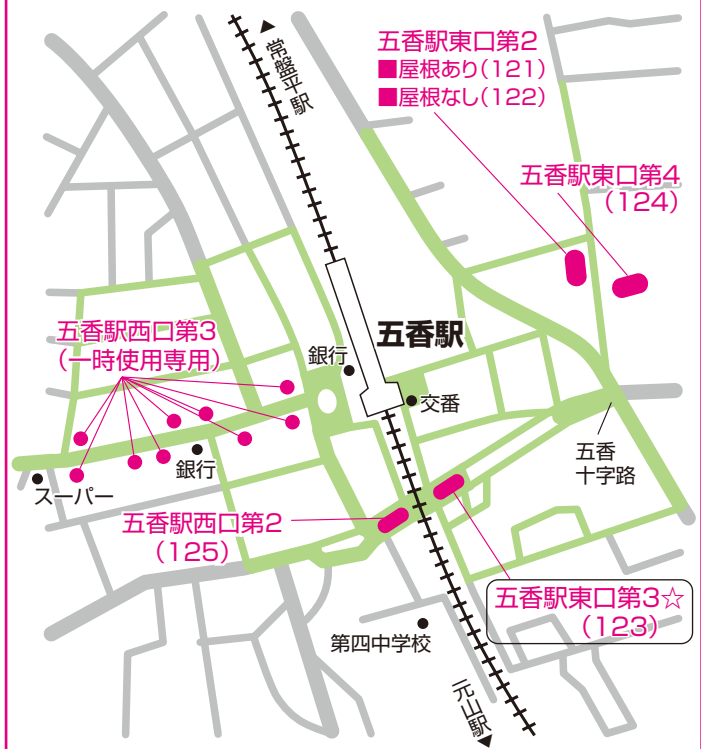 ▲常盤平駅
五香駅東口第2
■屋根あり(121)
■屋根なし(122)
五香駅東口第4
(124)
五香駅西口第3
(一時使用専用)
銀行
五香駅
交番
五香
十字路
銀行
スーパー
五香駅西口第2
(125)
五香駅東口第3☆
(123)
第四中学校
元山駅▼